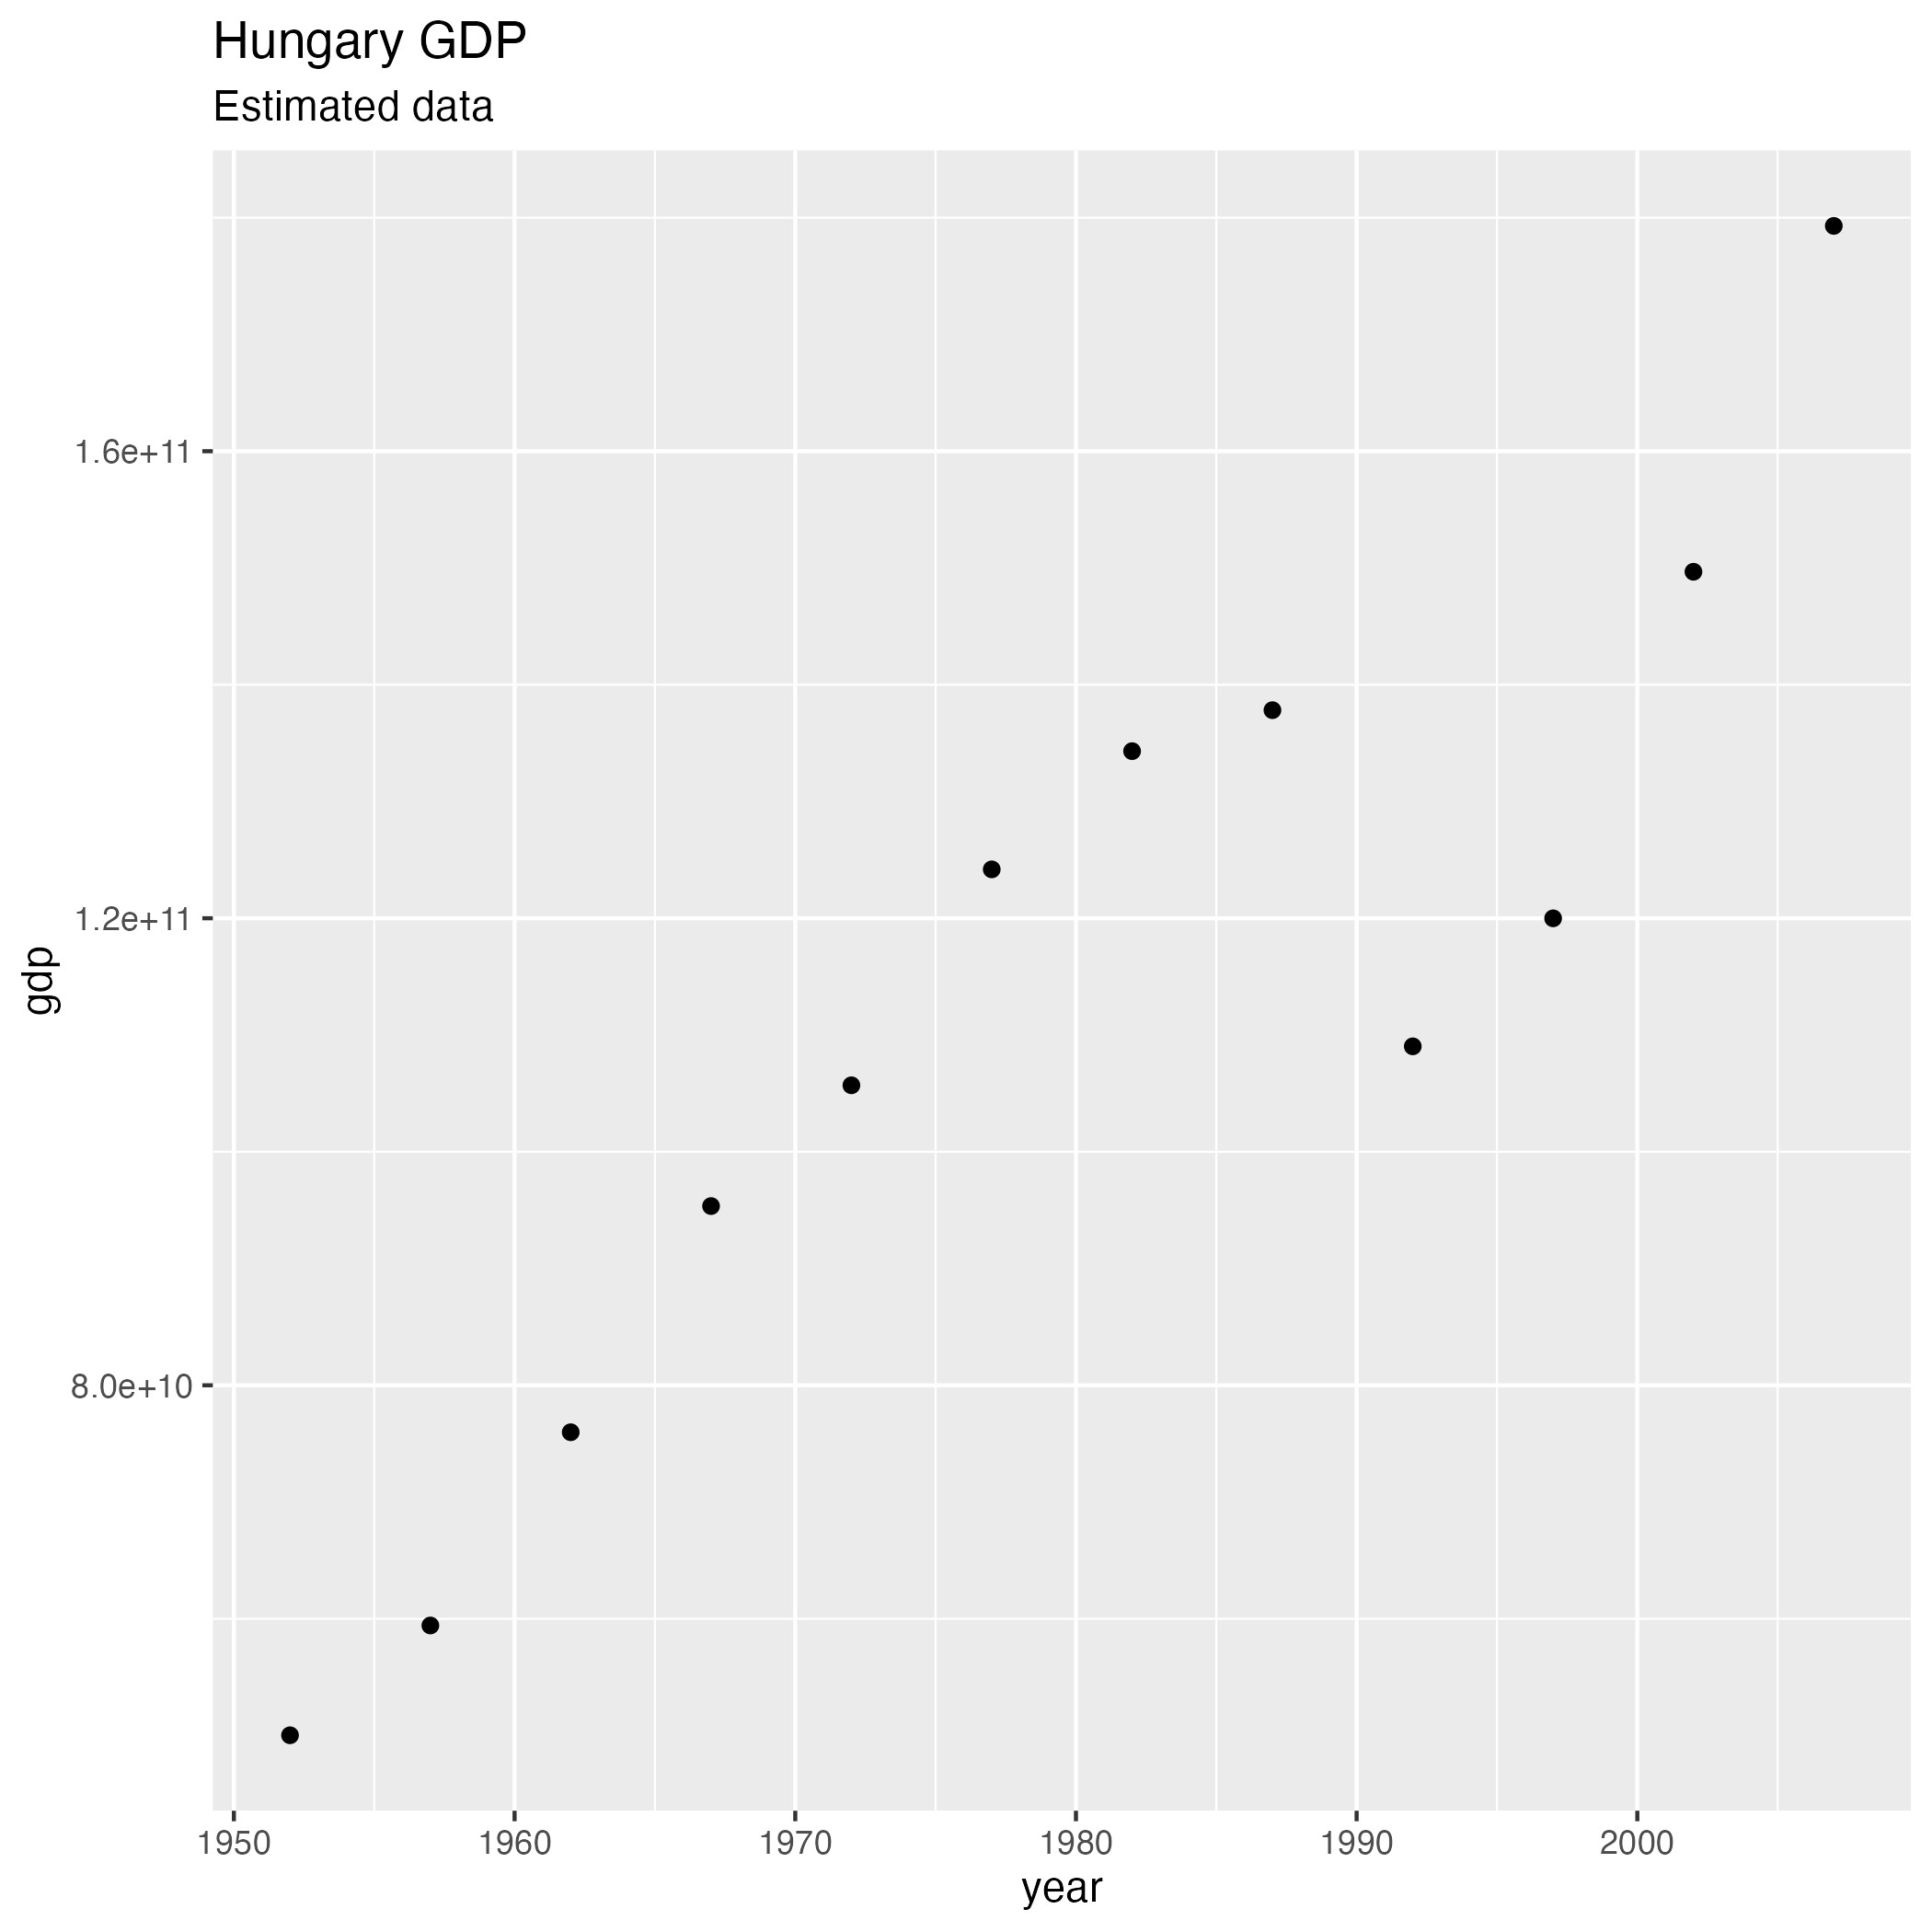 Hungary GDP
Estimated data
1.6e+11
1.2e+11
8.0e+10
gdp
1950 1960 1970 1980 1990 2000
year